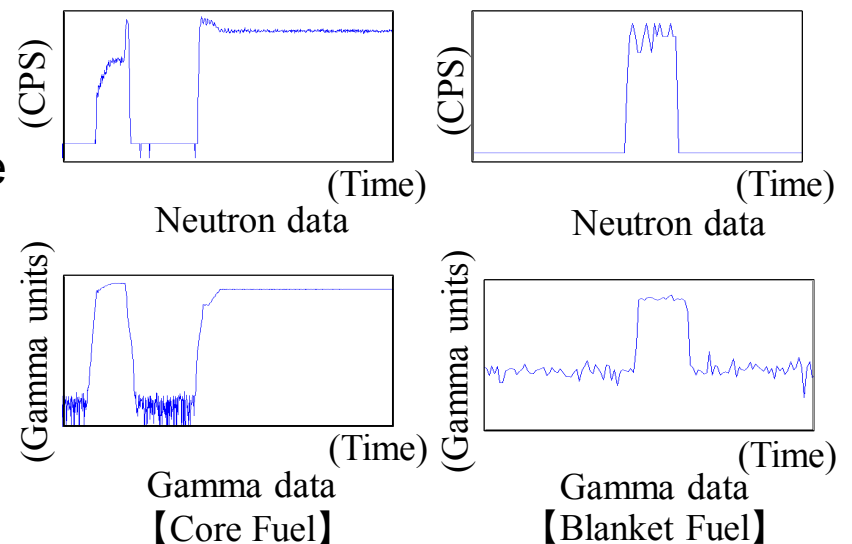 e
(CPS)
(Time)
Neutron data
(CPS)
(Time)
Neutron data
(Gamma units)
(Time)
Gamma data
【Core Fuel】
(Gamma units)
(Time)
Gamma data
【Blanket Fuel】